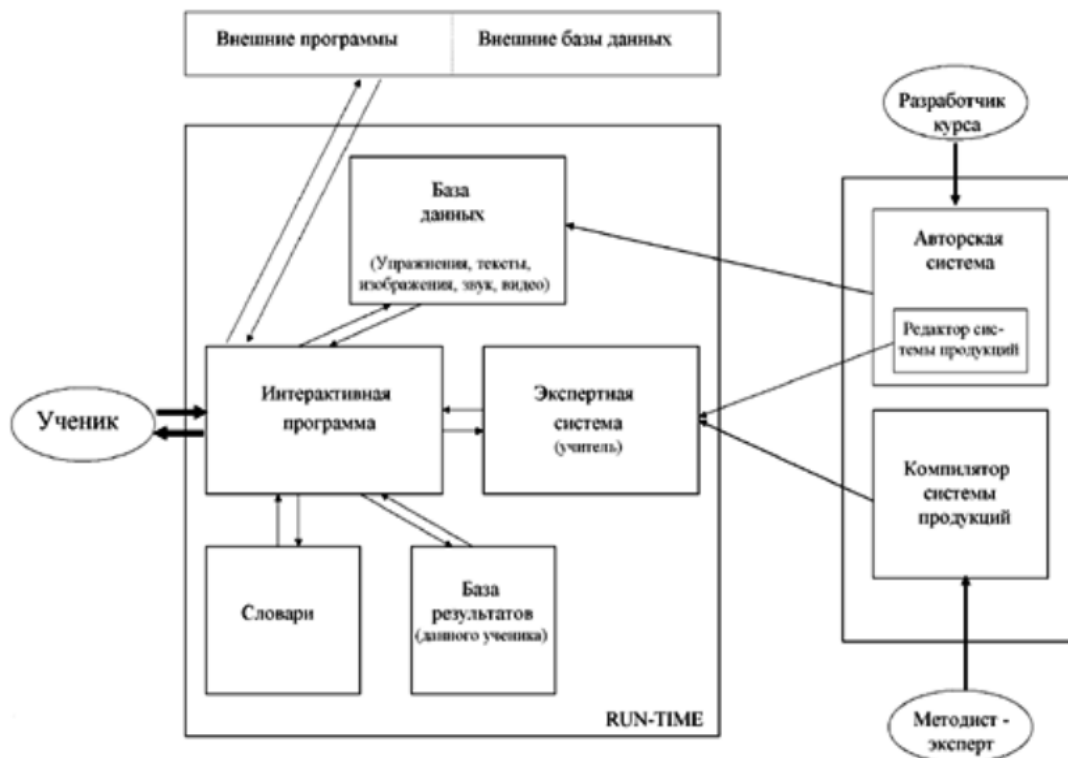 Внешние программы
Внешние базы данных
Разработчик
курса
База
данных
(Упражнения, тексты,
изображения, звук, видео)
Авторская
система
Редактор сис-
темы продукций
Ученик
Интерактивная
программа
Экспертная
система
(учитель)
Компилятор
системы
продукций
Словари
База
результатов
(данного ученика)
RUN-TIME
Методист -
эксперт